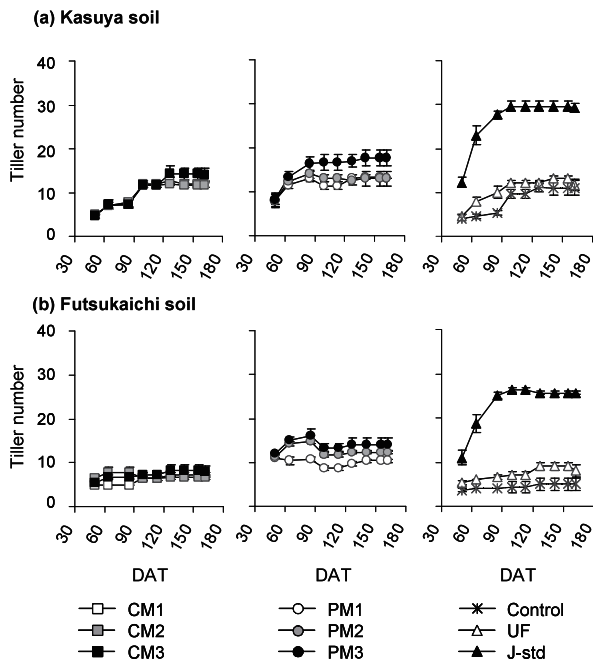 (a) Kasuya soil
Tiller number
40
30
20
10
0
30 60 90 120 150 180
30 60 90 120 150 180
30 60 90 120 150 180
(b) Futsukaichi soil
Tiller number
40
30
20
10
0
30 60 90 120 150 180
30 60 90 120 150 180
30 60 90 120 150 180
DAT DAT DAT
CM1 PM1 Control
CM2 PM2 UF
CM3 PM3 J-std